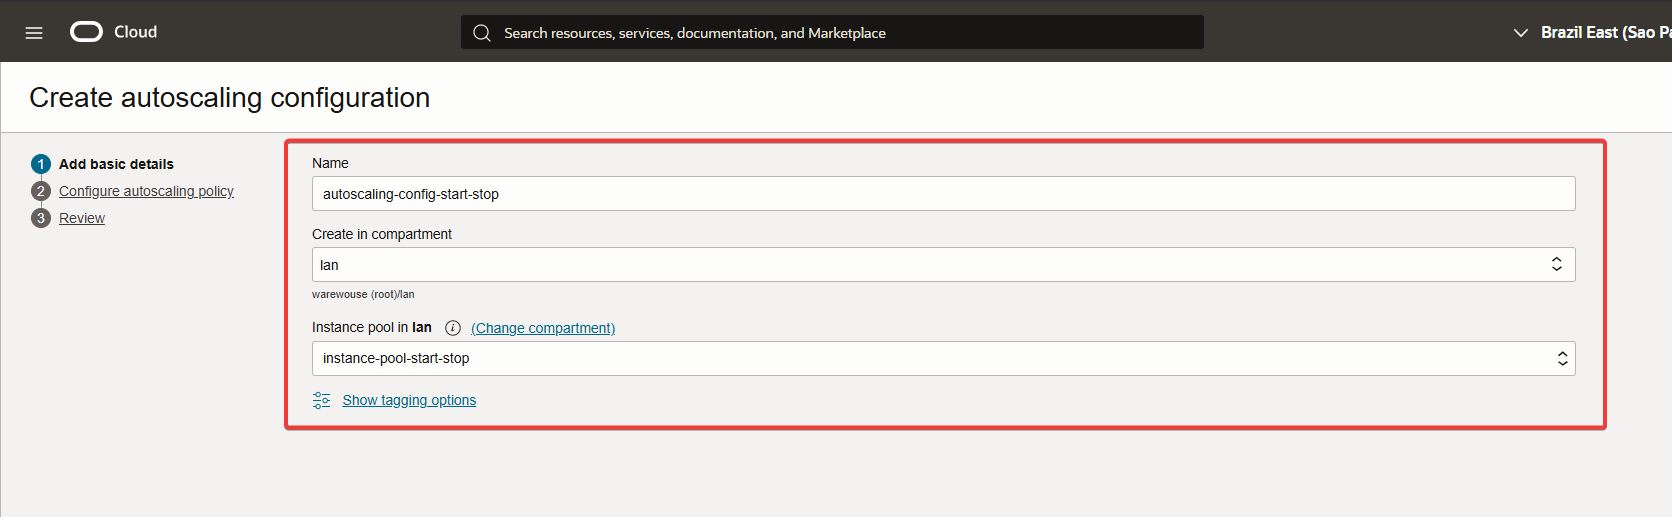 Cloud
Search resources, services, documentation, and Marketplace
Brazil East (Sao Pa
Create autoscaling configuration
1 Add basic details
2 Configure autoscaling policy
3 Review
Name
autoscaling-config-start-stop
Create in compartment
lan
warewouse (root)/lan
Instance pool in lan i (Change compartment)
instance-pool-start-stop
Show tagging options